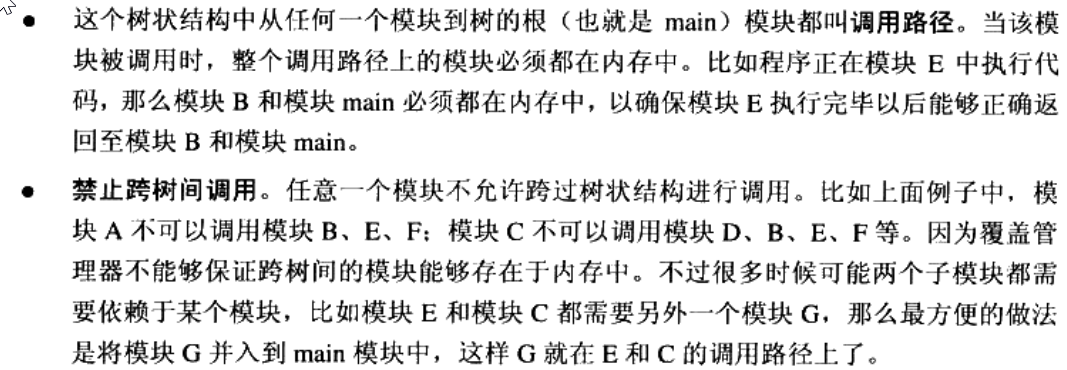 ● 这个树状结构中从任何一个模块到树的根（也就是 main）模块都叫调用路径。当该模
块被调用时，整个调用路径上的模块必须都在内存中。比如程序正在模块 E 中执行代
码，那么模块 B 和模块 main 必须都在内存中，以确保模块 E 执行完毕以后能够正确返
回至模块 B 和模块 main。
● 禁止跨树间调用。任意一个模块不允许跨过树状结构进行调用。比如上面例子中，模
块 A 不可以调用模块 B、E、F；模块 C 不可以调用模块 D、B、E、F 等。因为覆盖管
理器不能够保证跨树间的模块能够存在于内存中。不过很多时候可能两个子模块都需
要依赖于某个模块，比如模块 E 和模块 C 都需要另外一个模块 G，那么最方便的做法
是将模块 G 并入到 main 模块中，这样 G 就在 E 和 C 的调用路径上了。